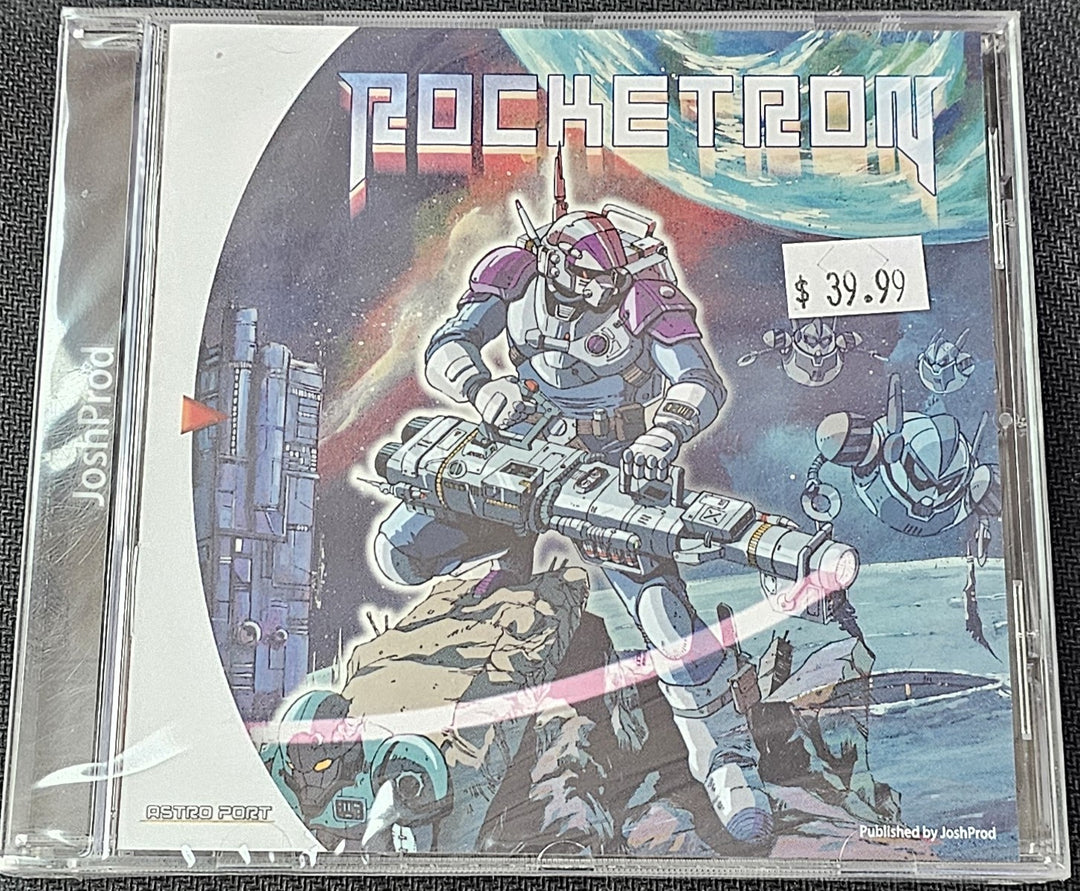 ROCKETRON
$ 39.99
JoshProd
ASTRO PORT
Published by JoshProd